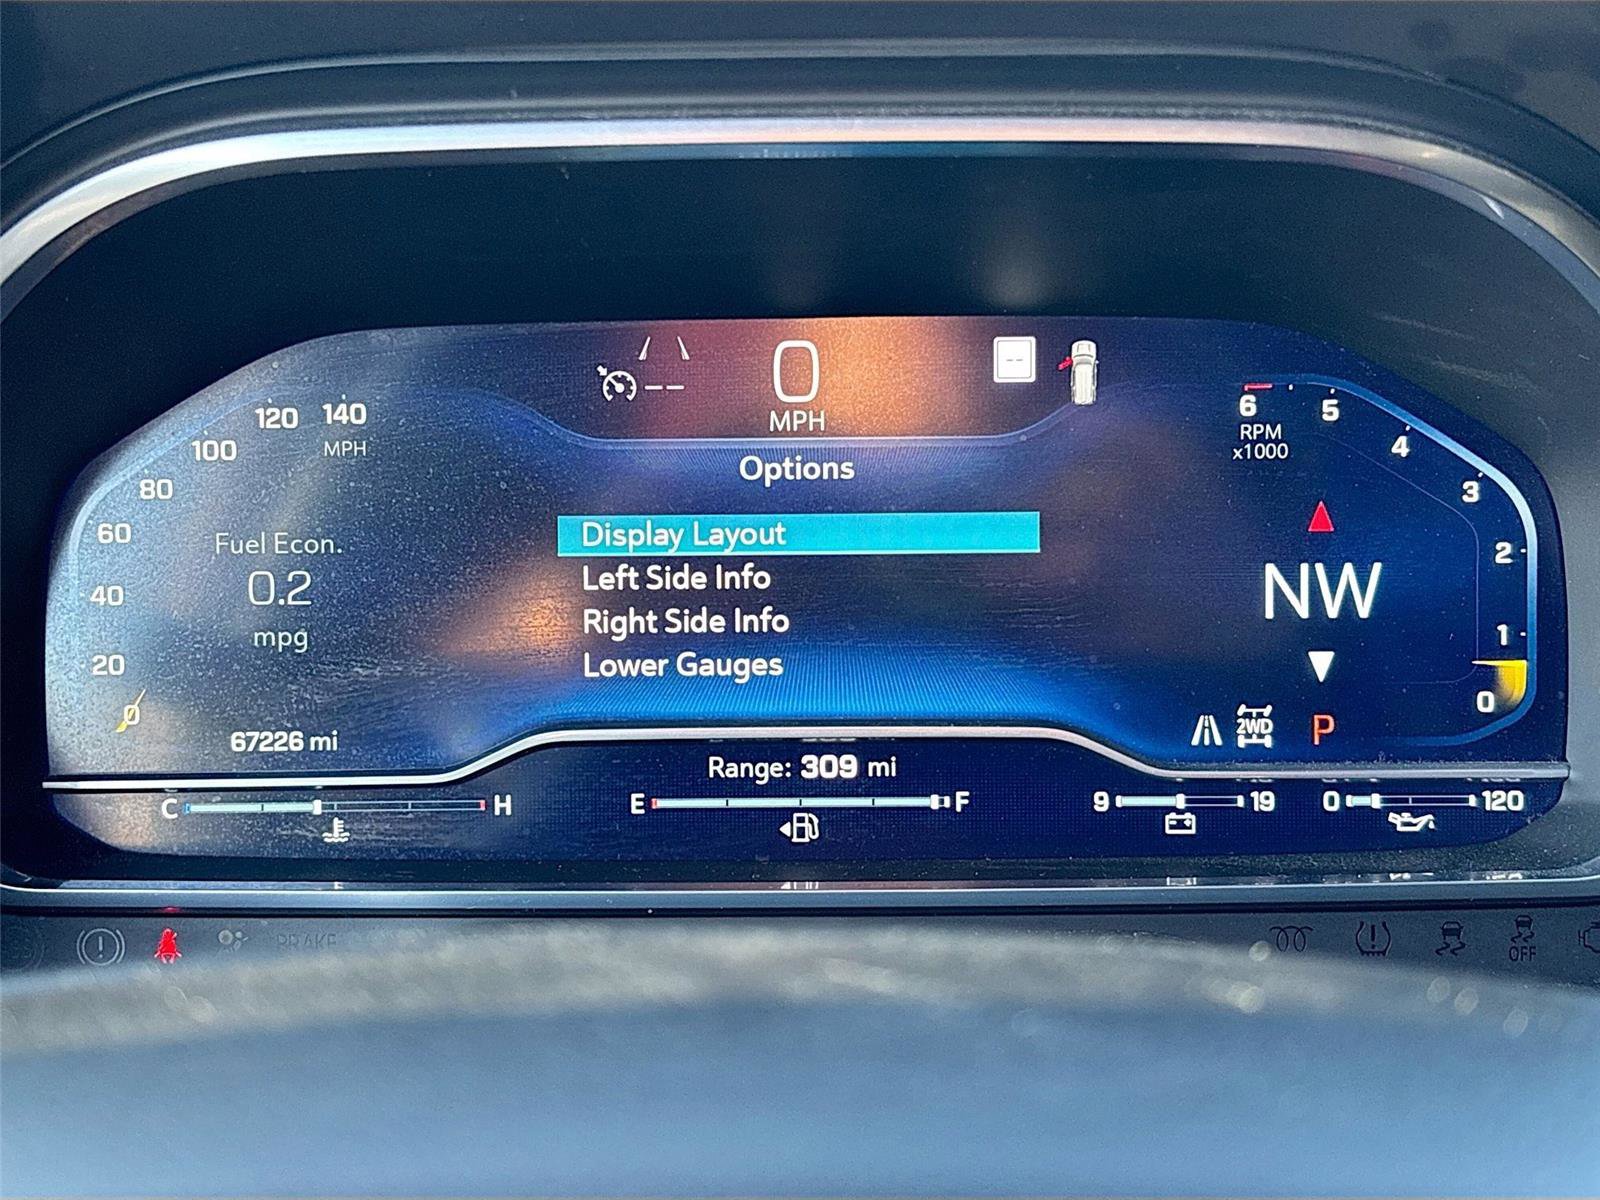 0
MPH
120 140
MPH
100
80
60
40
20
0
Fuel Econ.
0.2
mpg
67226 mi
Options
Display Layout
Left Side Info
Right Side Info
Lower Gauges
6 5
RPM
x1000
4
3
2
1
0
NW
2WD
P
Range: 309 mi
C H
E F
9 19
0 120
BRAKE
OFF